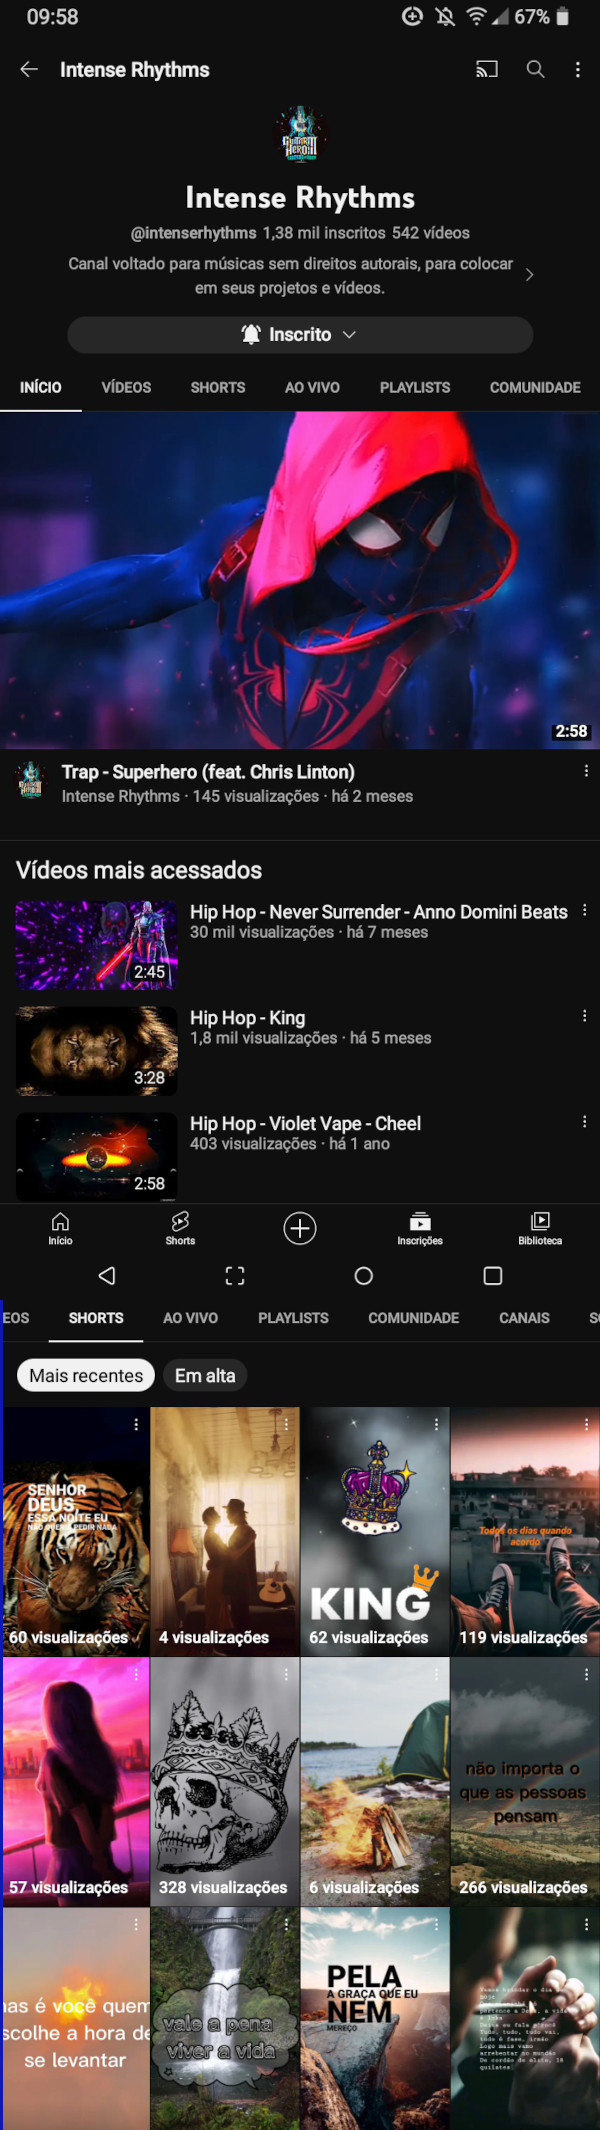 09:58
67%
Intense Rhythms
Intense Rhythms
@intenserhythms 1,38 mil inscritos 542 vídeos
Canal voltado para músicas sem direitos autorais, para colocar
em seus projetos e vídeos.
Inscrito
INÍCIO VÍDEOS SHORTS AO VIVO PLAYLISTS COMUNIDADE
2:58
Trap - Superhero (feat. Chris Linton)
Intense Rhythms · 145 visualizações · há 2 meses
Vídeos mais acessados
Hip Hop - Never Surrender - Anno Domini Beats
30 mil visualizações · há 7 meses
2:45
Hip Hop - King
1,8 mil visualizações · há 5 meses
3:28
Hip Hop - Violet Vape - Cheel
403 visualizações · há 1 ano
2:58
Início Shorts Inscrições Biblioteca
EOS SHORTS AO VIVO PLAYLISTS COMUNIDADE CANAIS
Mais recentes Em alta
SENHOR
DEUS
ESSA NOITE EU
NÃO QUERO PEDIR NADA
60 visualizações
4 visualizações
KING
62 visualizações
Todos os dias quando
acordo
119 visualizações
57 visualizações
328 visualizações
6 visualizações
não importa o
que as pessoas
pensam
266 visualizações
nas é você quem
scolhe a hora de
se levantar
vale a pena
viver a vida
PELA
A GRAÇA QUE EU
NEM
MEREÇO